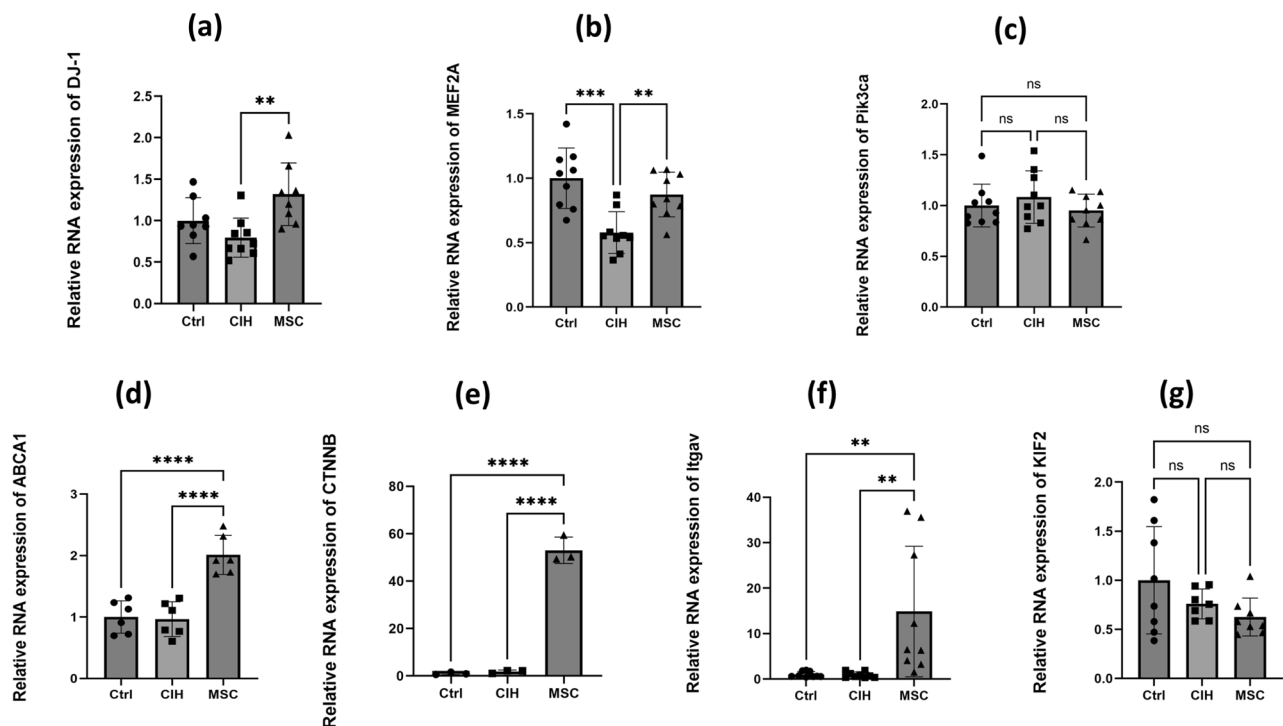 (a)
Relative RNA expression of DJ-1
2.5
2.0
1.5
1.0
0.5
0.0
**
Ctrl CIH MSC
(b)
Relative RNA expression of MEF2A
1.5
1.0
0.5
0.0
*** **
Ctrl CIH MSC
(c)
Relative RNA expression of Pik3ca
2.0
1.5
1.0
0.5
0.0
ns
ns ns
Ctrl CIH MSC
(d)
Relative RNA expression of ABCA1
3
2
1
0
****
****
Ctrl CIH MSC
(e)
Relative RNA expression of CTNNB
80
60
40
20
0
****
****
Ctrl CIH MSC
(f)
Relative RNA expression of Itgav
40
30
20
10
0
**
**
Ctrl CIH MSC
(g)
Relative RNA expression of KIF2
2.0
1.5
1.0
0.5
0.0
ns
ns ns
Ctrl CIH MSC